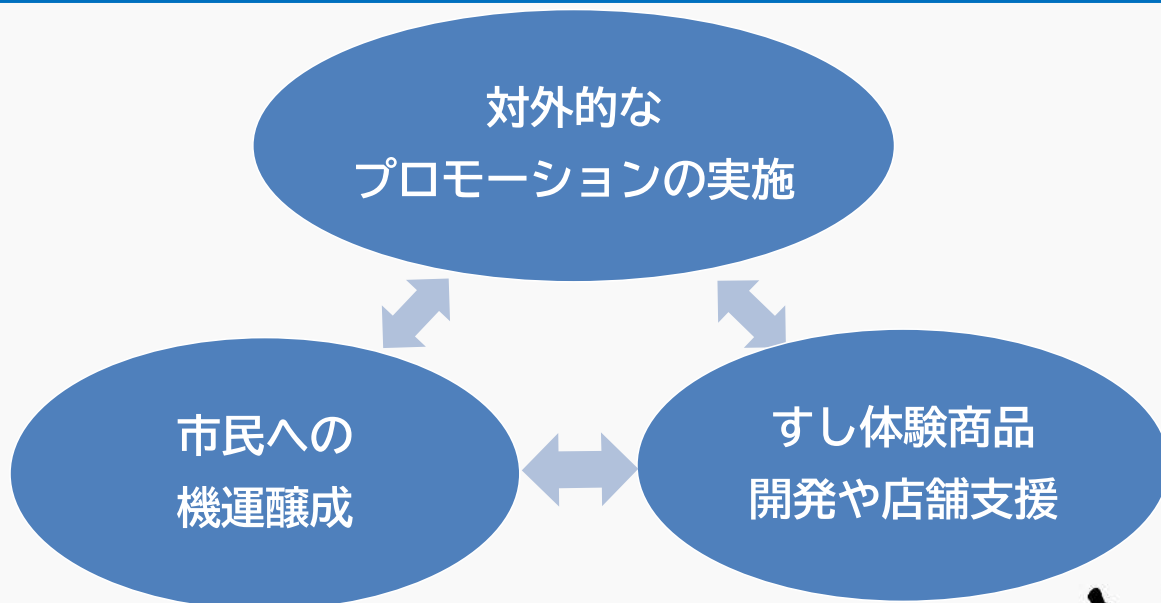 対外的な
プロモーションの実施
市民への
機運醸成
すし体験商品
開発や店舗支援